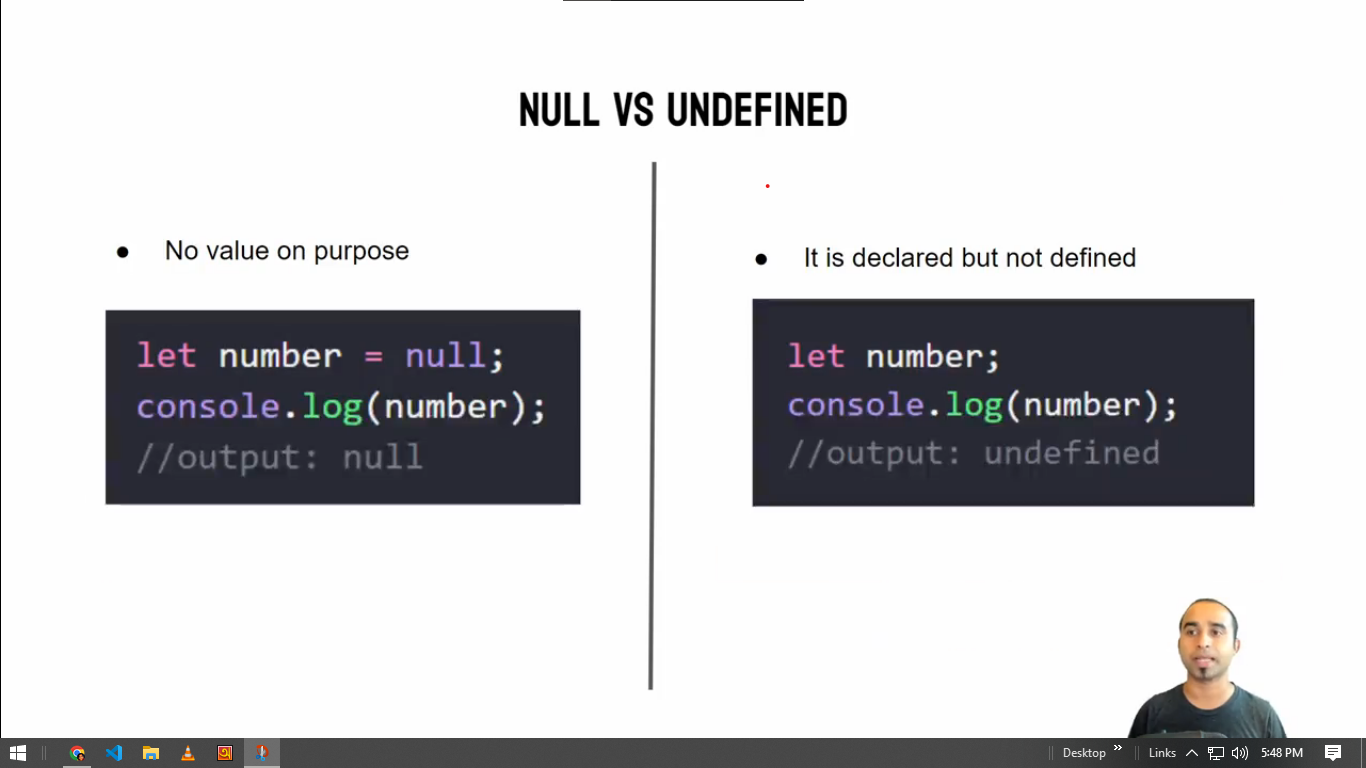 NULL VS UNDEFINED
● No value on purpose
let number = null;
console.log(number);
//output: null
● It is declared but not defined
let number;
console.log(number);
//output: undefined
Desktop
Links
5:48 PM